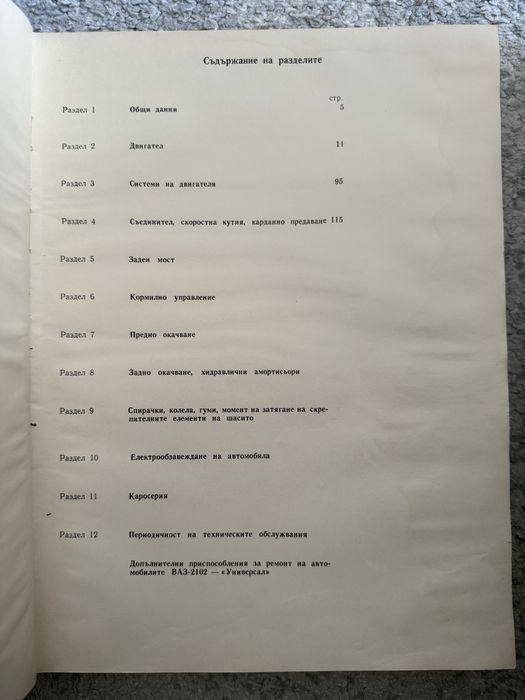 Съдържание на разделите
стр.
Раздел 1 Общи данни 5
Раздел 2 Двигател 11
Раздел 3 Системи на двигателя 95
Раздел 4 Съединител, скоростна кутия, карданно предаване 115
Раздел 5 Заден мост
Раздел 6 Кормилно управление
Раздел 7 Предно окачване
Раздел 8 Задно окачване, хидравлични амортисьори
Раздел 9 Спирачки, колела, гуми, момент на затягане на скре-
пителните елементи на шасито
Раздел 10 Електрообзавеждане на автомобила
Раздел 11 Каросерия
Раздел 12 Периодичност на техническите обслужвания
Допълнителни приспособления за ремонт на авто-
мобилите ВАЗ-2102 — «Универсал»